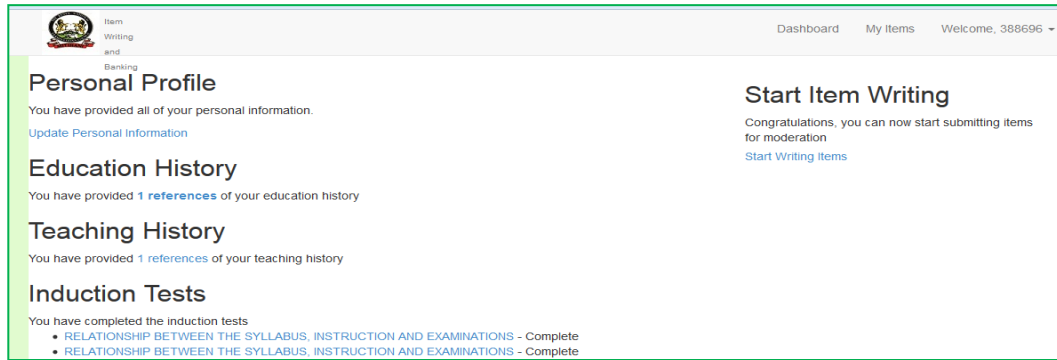 Item
Writing
and
Banking
Dashboard My Items Welcome, 388696
Personal Profile
You have provided all of your personal information.
Update Personal Information
Education History
You have provided 1 references of your education history
Teaching History
You have provided 1 references of your teaching history
Induction Tests
You have completed the induction tests
• RELATIONSHIP BETWEEN THE SYLLABUS, INSTRUCTION AND EXAMINATIONS - Complete
• RELATIONSHIP BETWEEN THE SYLLABUS, INSTRUCTION AND EXAMINATIONS - Complete
Start Item Writing
Congratulations, you can now start submitting items
for moderation
Start Writing Items